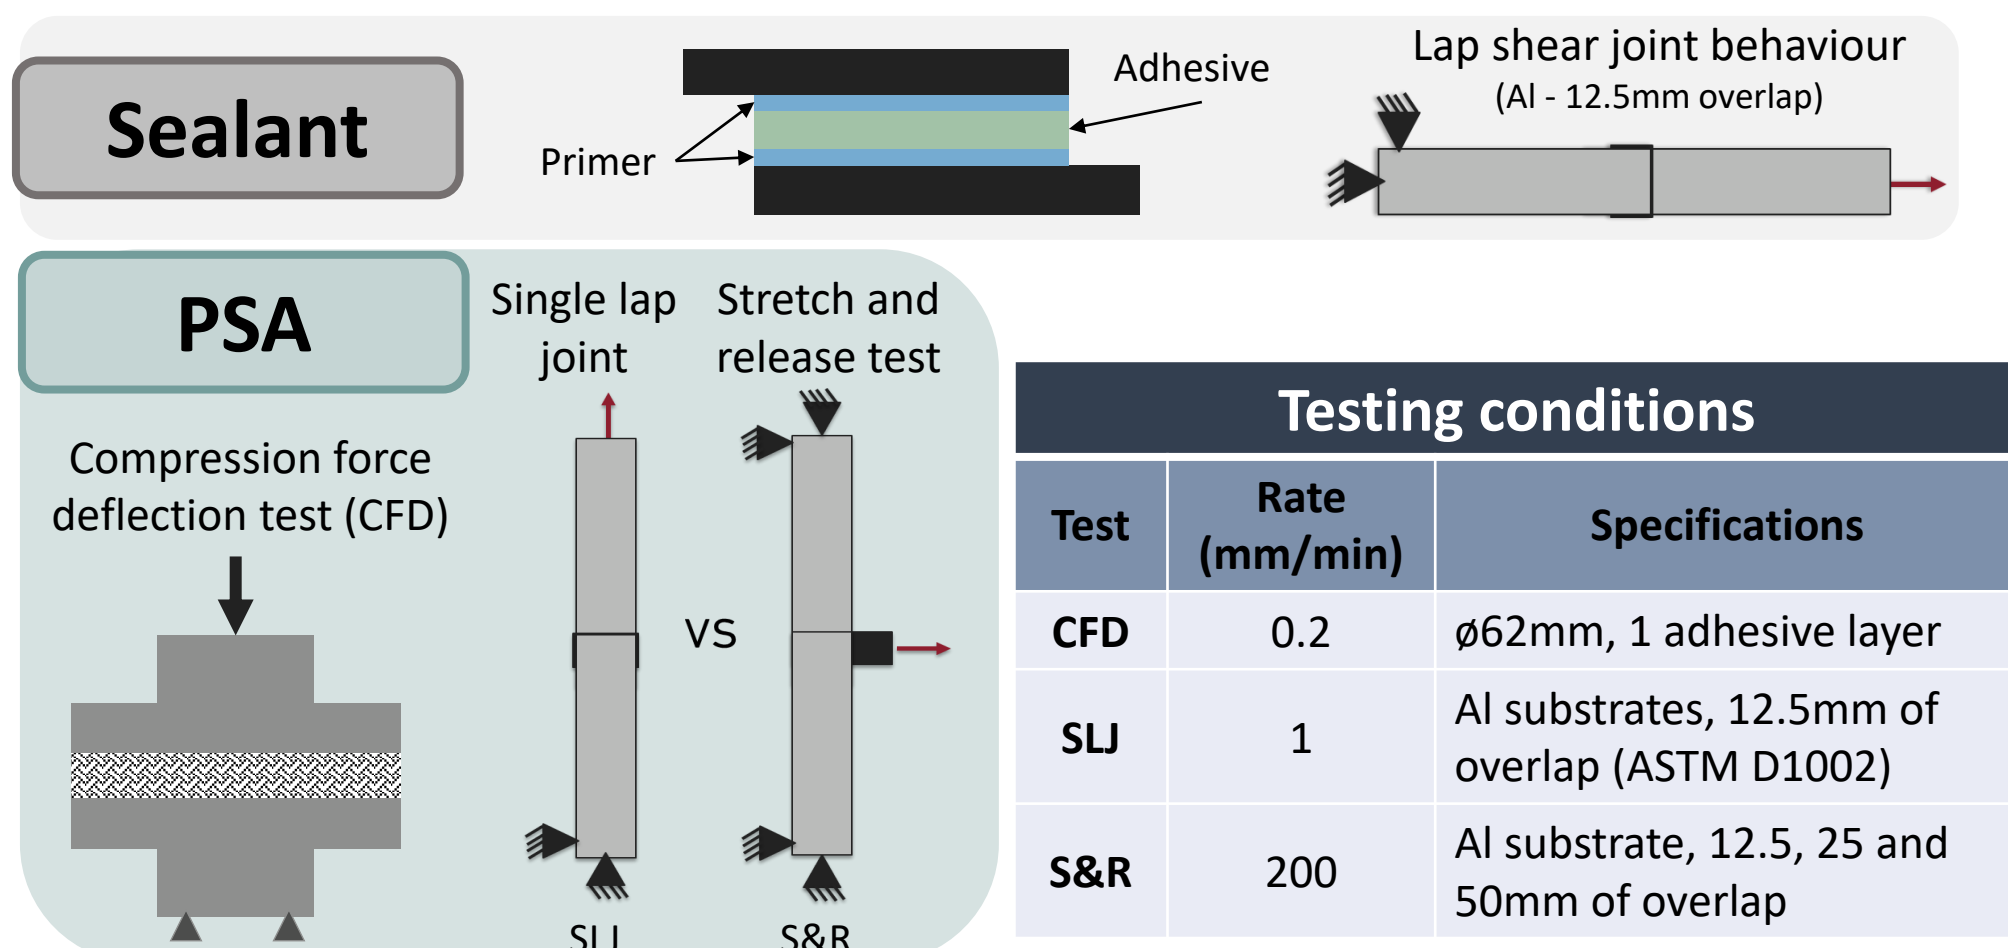 Sealant
Primer
Adhesive
Lap shear joint behaviour
(Al - 12.5mm overlap)
PSA
Compression force
deflection test (CFD)
Single lap
joint
VS
Stretch and
release test
SLJ
S&R
Testing conditions
Test
Rate
(mm/min)
Specifications
CFD
0.2
ø62mm, 1 adhesive layer
SLJ
1
Al substrates, 12.5mm of
overlap (ASTM D1002)
S&R
200
Al substrate, 12.5, 25 and
50mm of overlap